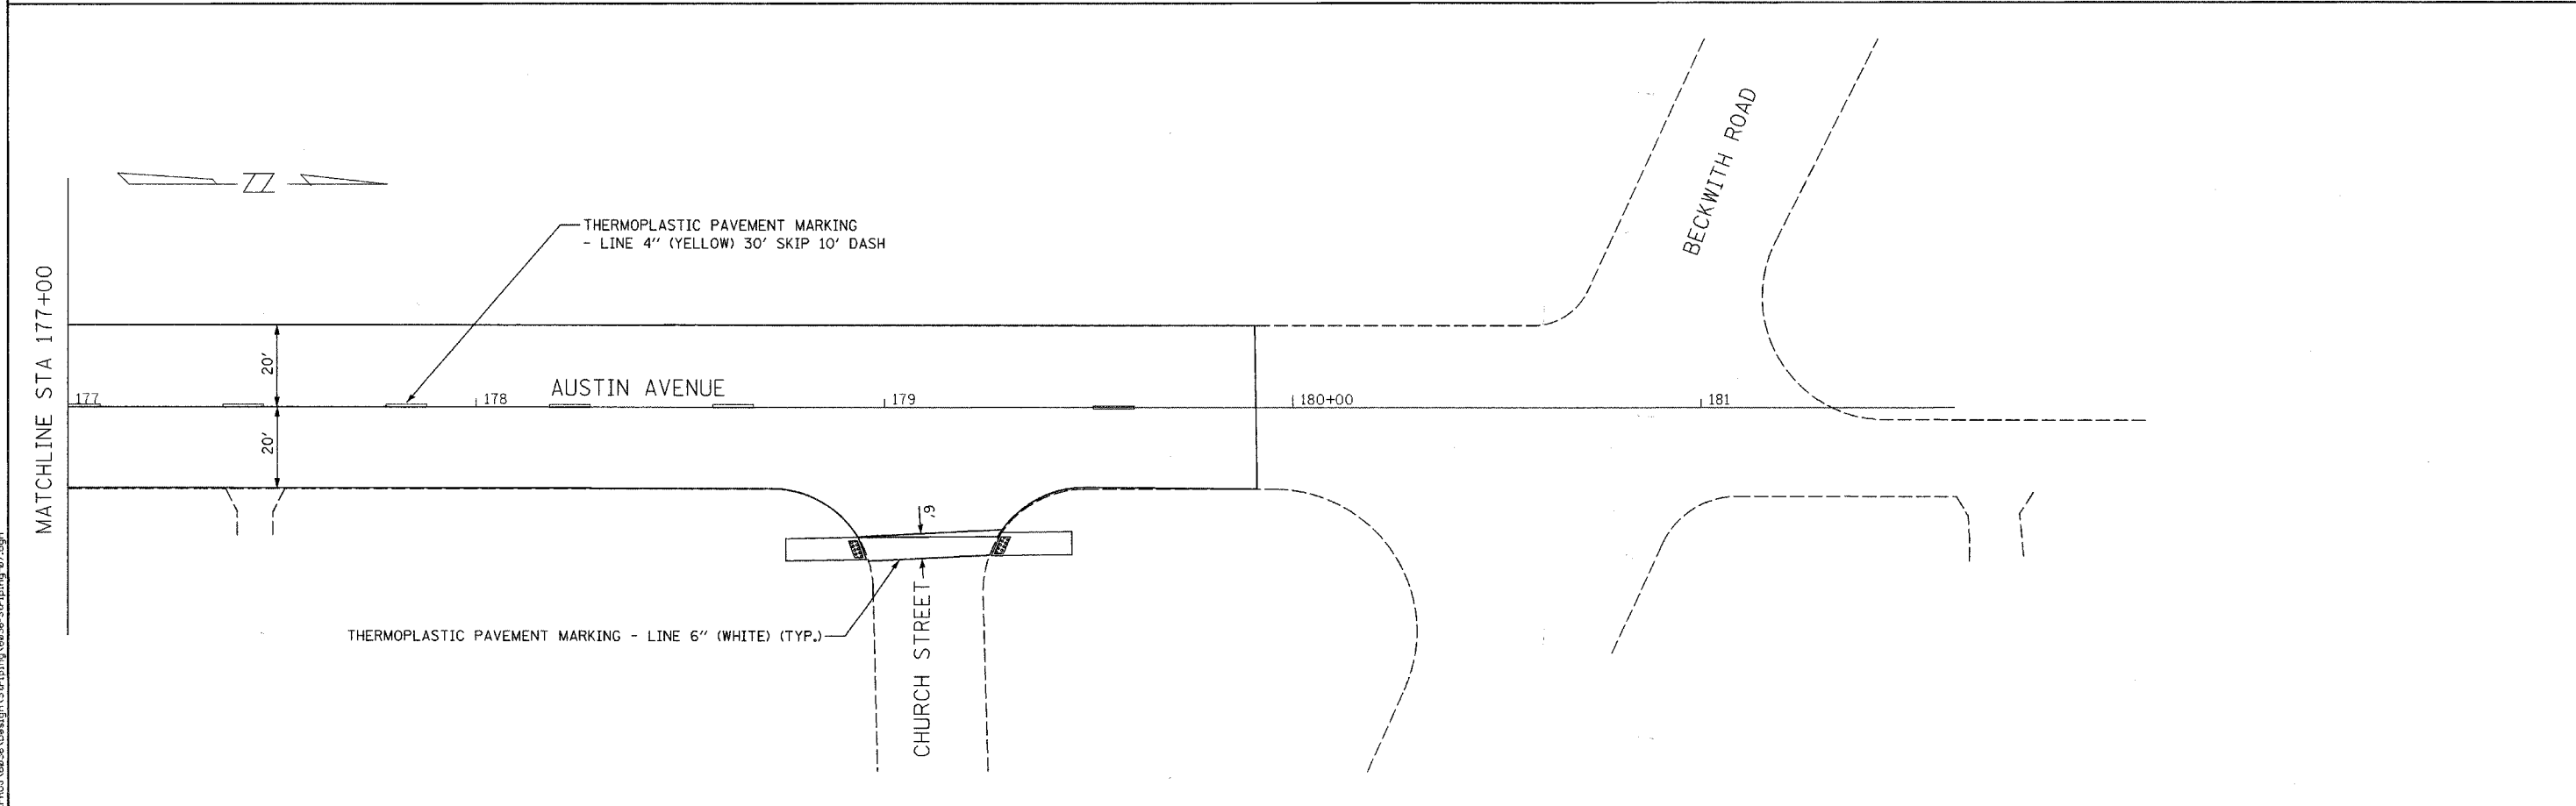 BECKWITH ROAD
THERMOPLASTIC PAVEMENT MARKING
- LINE 4" (YELLOW) 30' SKIP 10' DASH
MATCHLINE STA 177+00
20'
AUSTIN AVENUE
177
178
179
180+00
181
20'
6'
THERMOPLASTIC PAVEMENT MARKING - LINE 6" (WHITE) (TYP.)
CHURCH STREET